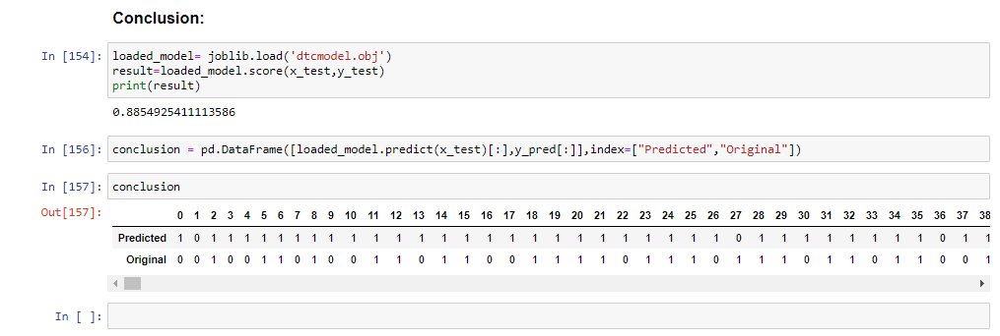 Conclusion:
In [154]: loaded_model= joblib.load('dtcmodel.obj')
result=loaded_model.score(x_test,y_test)
print(result)
0.8854925411113586
In [156]: conclusion = pd.DataFrame([loaded_model.predict(x_test)[:],y_pred[:]],index=["Predicted","Original"])
In [157]: conclusion
Out[157]:
0 1 2 3 4 5 6 7 8 9 10 11 12 13 14 15 16 17 18 19 20 21 22 23 24 25 26 27 28 29 30 31 32 33 34 35 36 37 38
Predicted 1 0 1 1 1 1 1 1 1 1 1 1 1 1 1 1 1 1 1 1 1 1 1 1 1 1 1 0 1 1 1 1 1 1 1 1 0 1 1
Original 0 0 1 0 0 1 1 0 1 0 0 1 1 0 1 1 0 0 1 1 1 1 0 1 1 1 0 1 1 1 0 1 1 0 1 1 0 0 1
In [ ]: